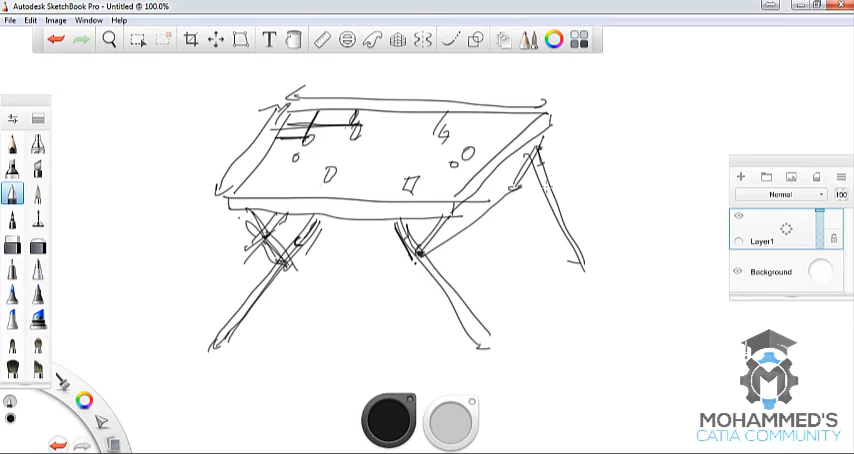 Autodesk SketchBook Pro - Untitled @ 100.0%
File Edit Image Window Help
T
Normal 100
Layer1
Background
M
MOHAMMED'S
CATIA COMMUNITY